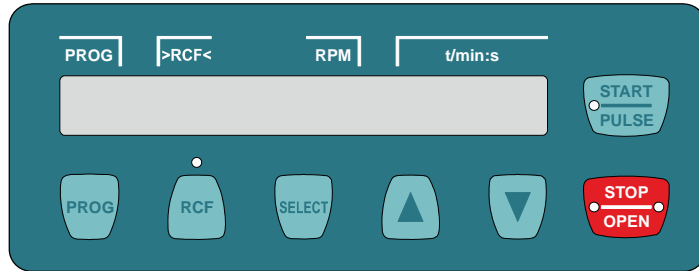 PROG >RCF< RPM t/min:s
START
PULSE
PROG RCF SELECT
STOP
OPEN